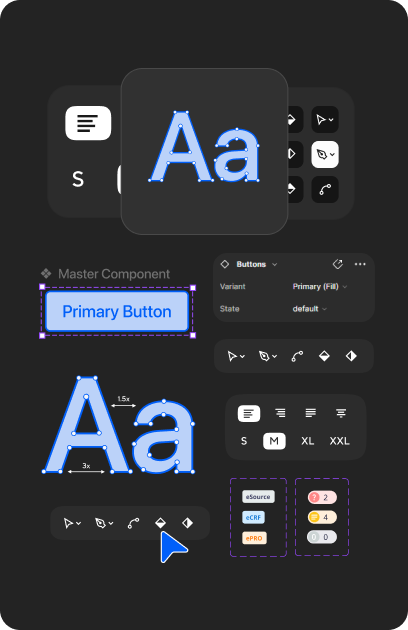 Aa
S
Master Component
Primary Button
Buttons
Variant
Primary (Fill)
State
default
1.5x
Aa
3x
S
M
XL
XXL
eSource
eCRF
ePRO
? 2
4
0